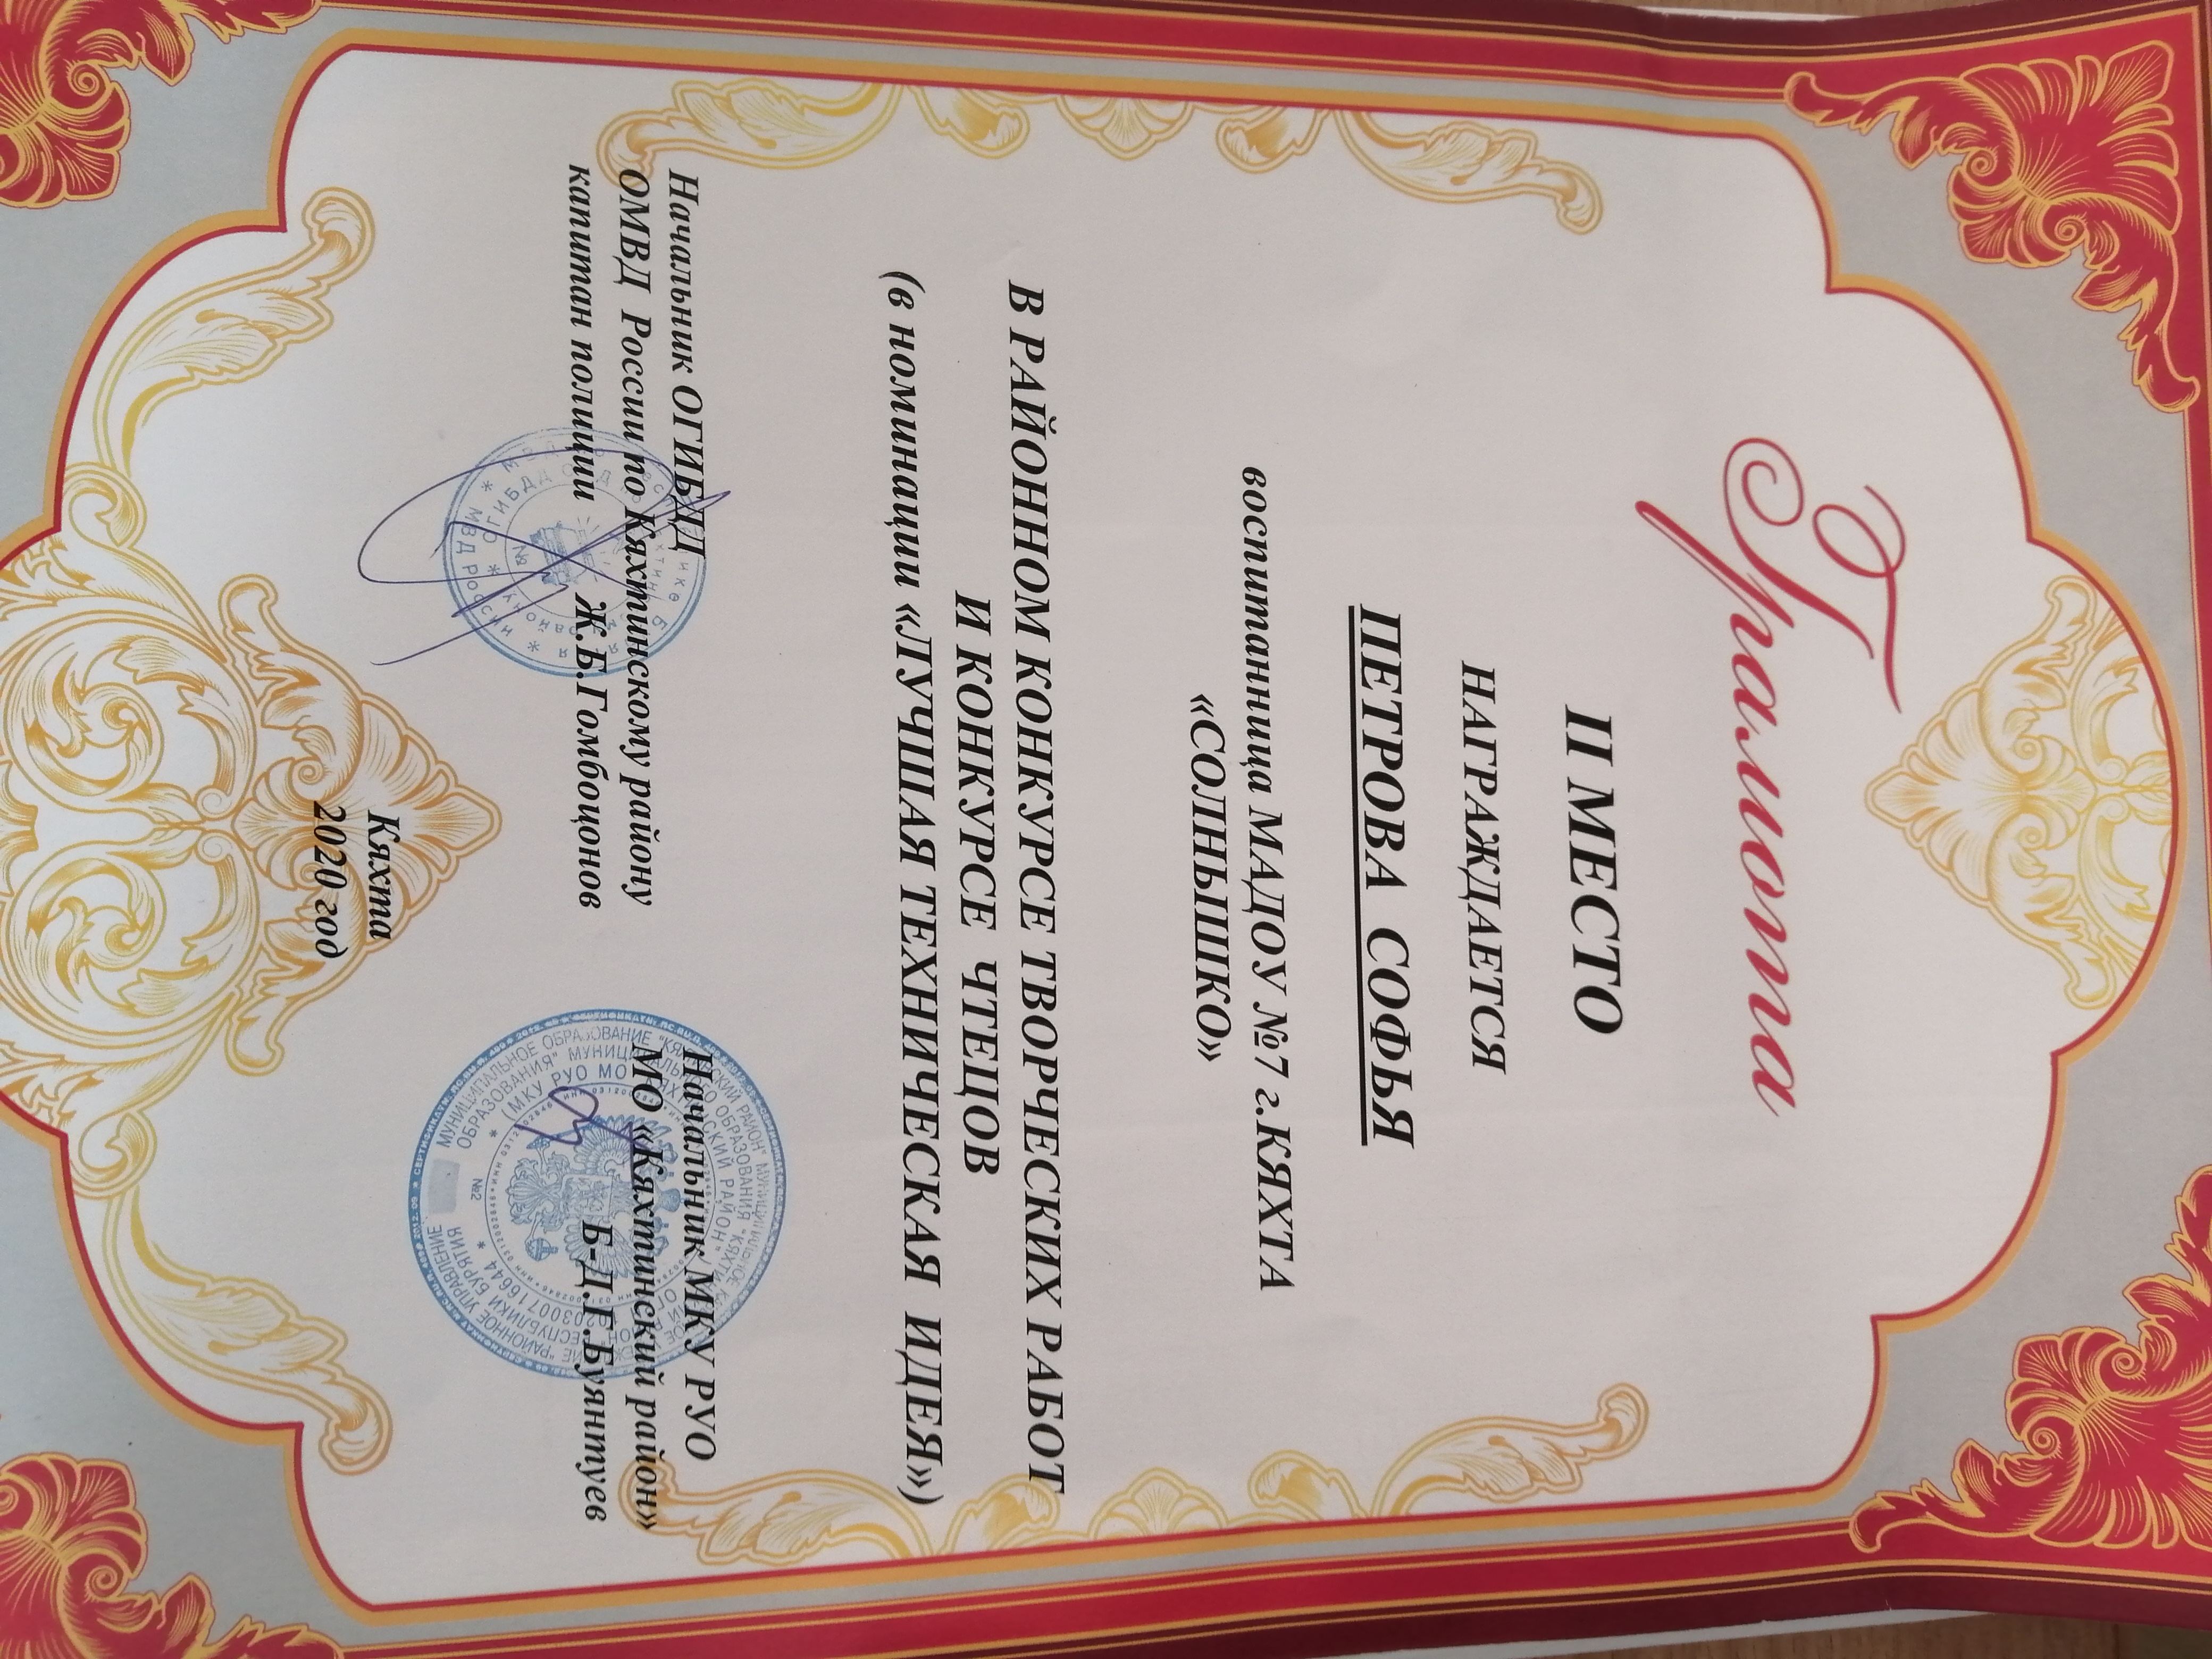 Грамота
II МЕСТО
НАГРАЖДАЕТСЯ
ПЕТРОВА СОФЬЯ
воспитанница МАДОУ №7 г.КЯХТА
«СОЛНЫШКО»
В РАЙОННОМ КОНКУРСЕ ТВОРЧЕСКИХ РАБОТ
И КОНКУРСЕ ЧТЕЦОВ
(в номинации «ЛУЧШАЯ ТЕХНИЧЕСКАЯ ИДЕЯ»)
Начальник ОГИБДД
ОМВД России по Кяхтинскому району
капитан полиции Ж.Б.Гомбоцонов
Начальник МКУ РУО
МО «Кяхтинский район»
Б-Д.Г.Буянтуев
Кяхта
2020 год